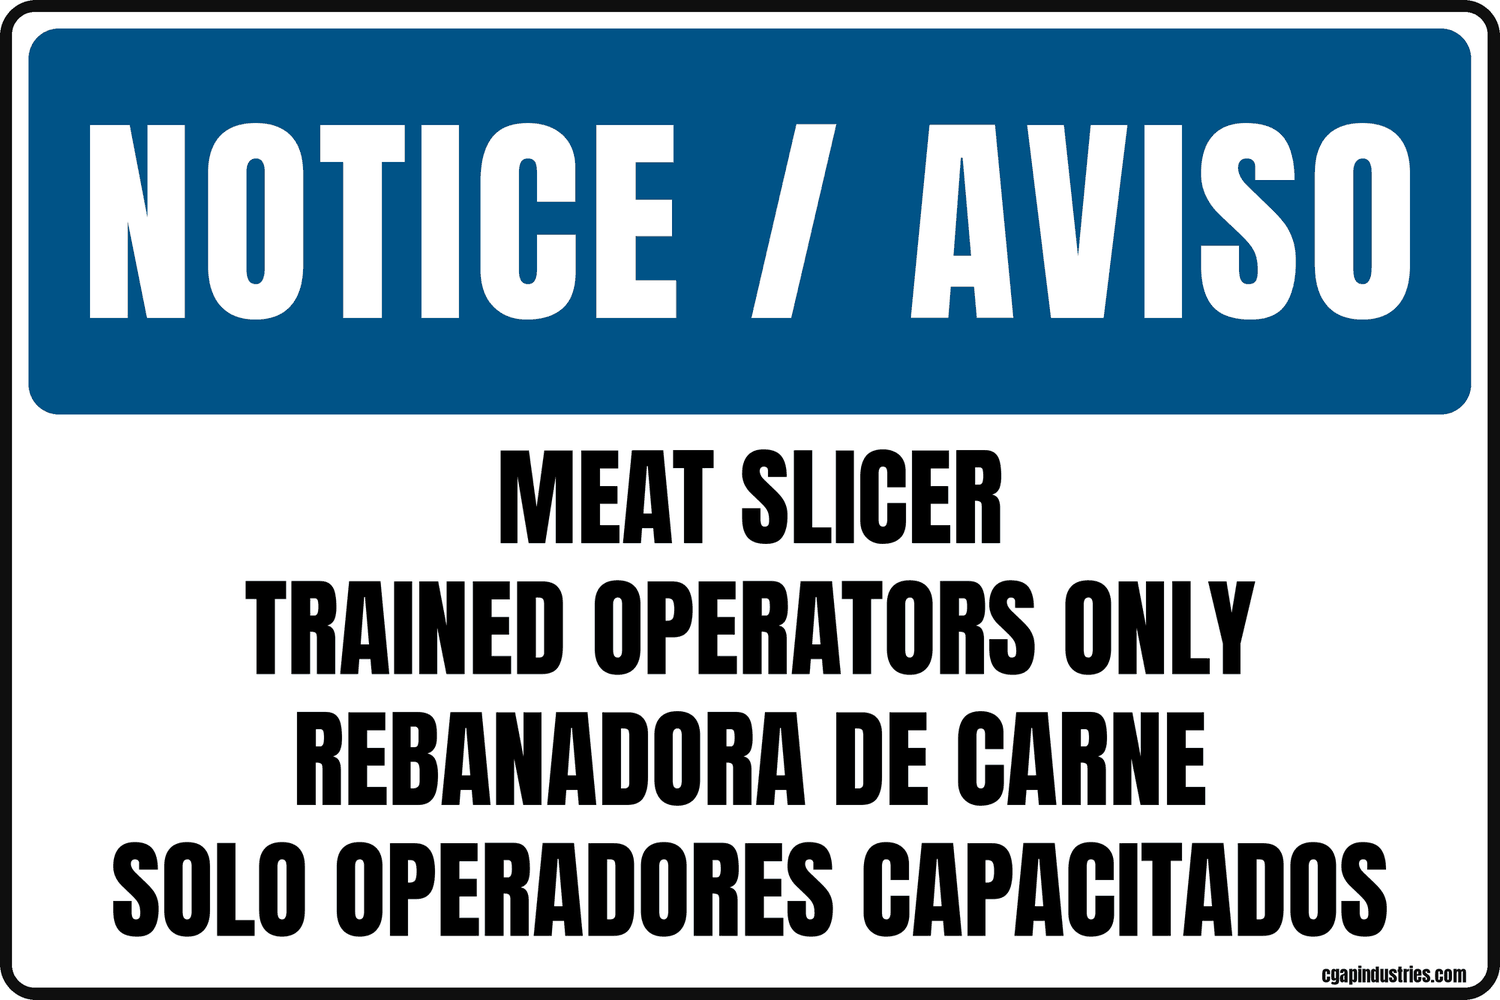 NOTICE / AVISO
MEAT SLICER
TRAINED OPERATORS ONLY
REBANADORA DE CARNE
SOLO OPERADORES CAPACITADOS
cgapindustries.com